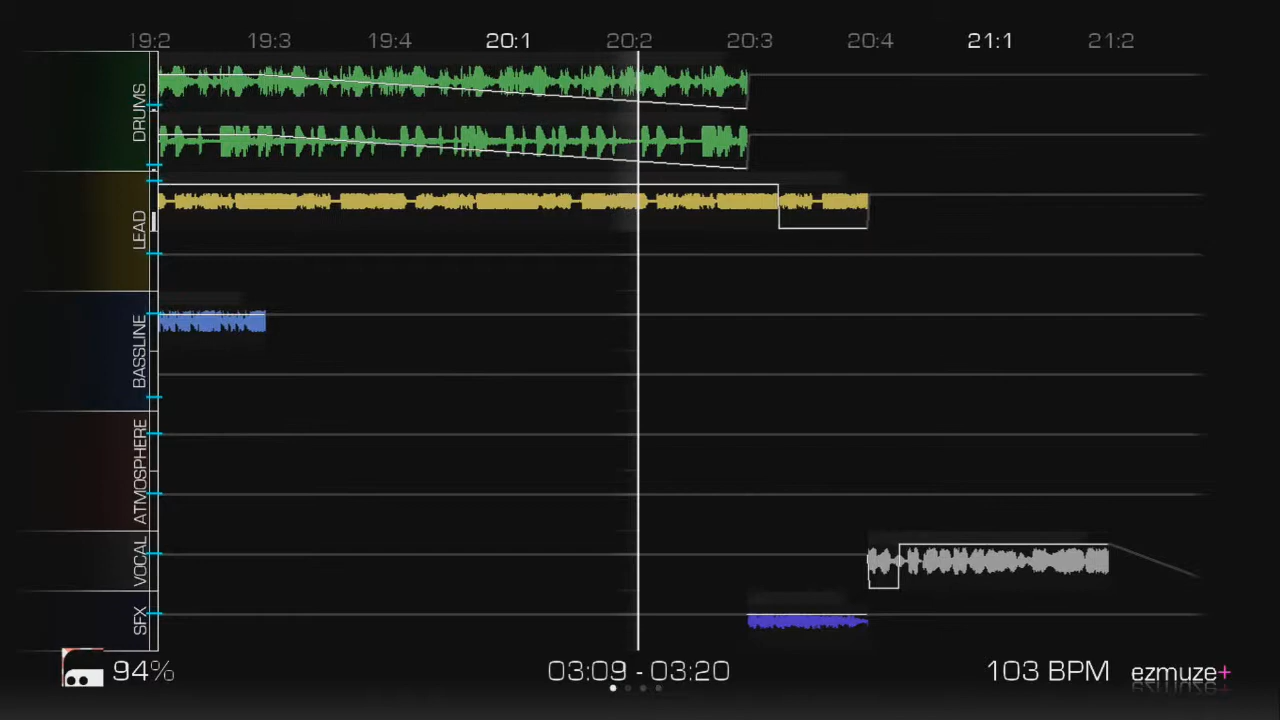 19:2 19:3 19:4 20:1 20:2 20:3 20:4 21:1 21:2
DRUMS
LEAD
BASSLINE
ATMOSPHERE
VOCAL
SFX
94% 03:09 - 03:20 103 BPM ezmuze+